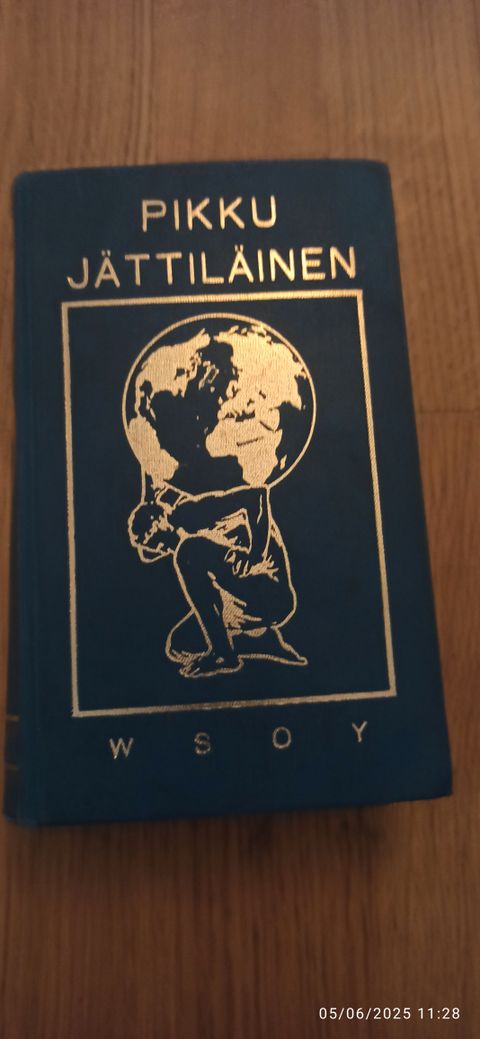 PIKKU
JÄTTILÄINEN
W S O Y
05/06/2025 11:28